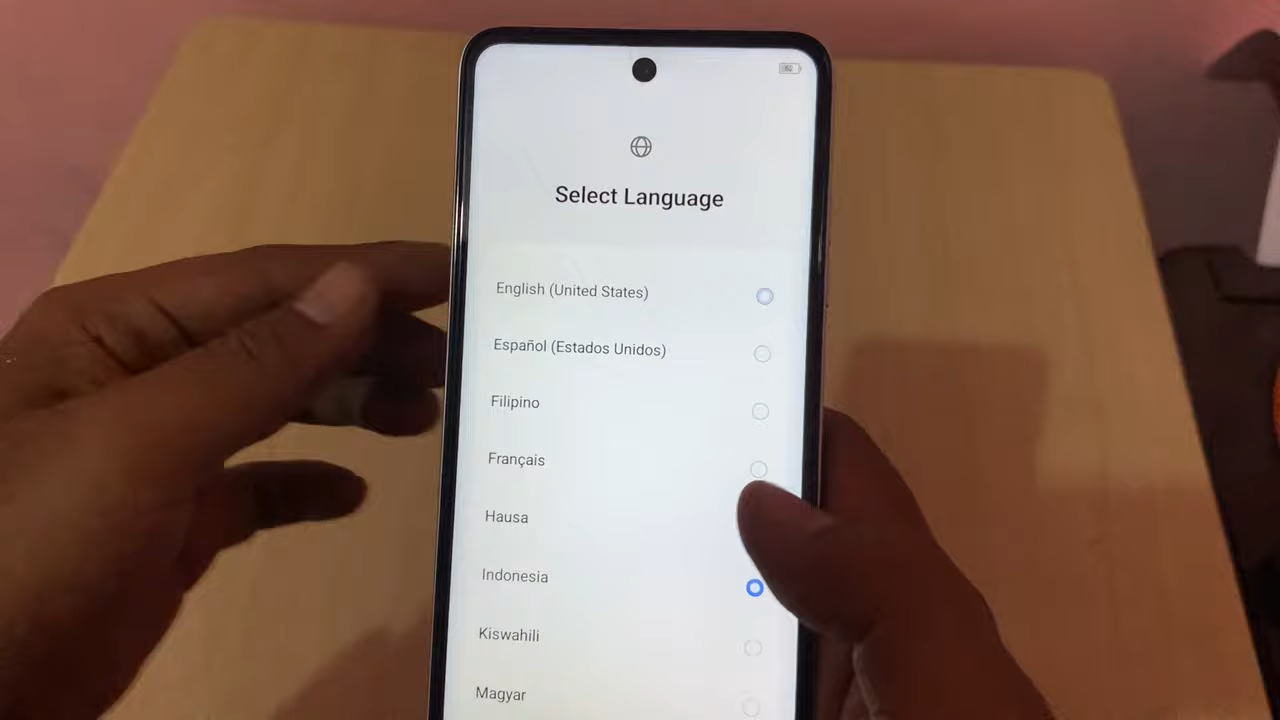 Select Language
English (United States)
Español (Estados Unidos)
Filipino
Français
Hausa
Indonesia
Kiswahili
Magyar